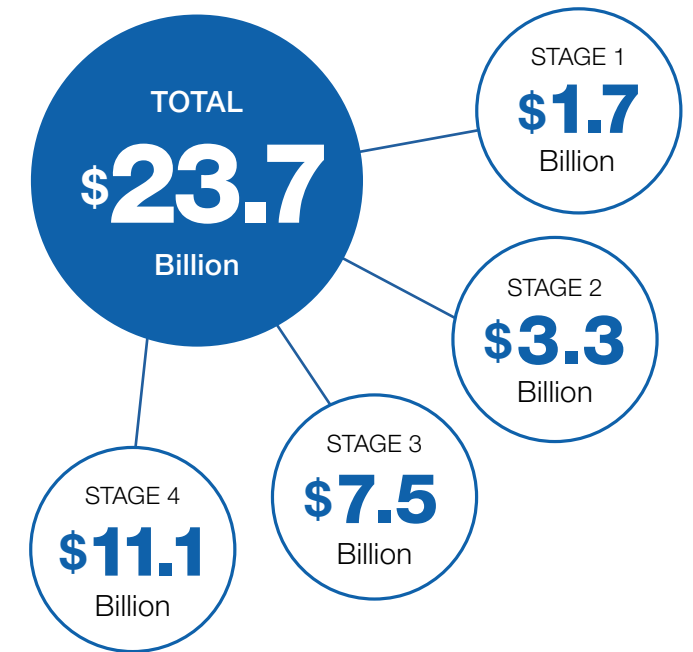 TOTAL
$23.7
Billion
STAGE 1
$1.7
Billion
STAGE 2
$3.3
Billion
STAGE 3
$7.5
Billion
STAGE 4
$11.1
Billion